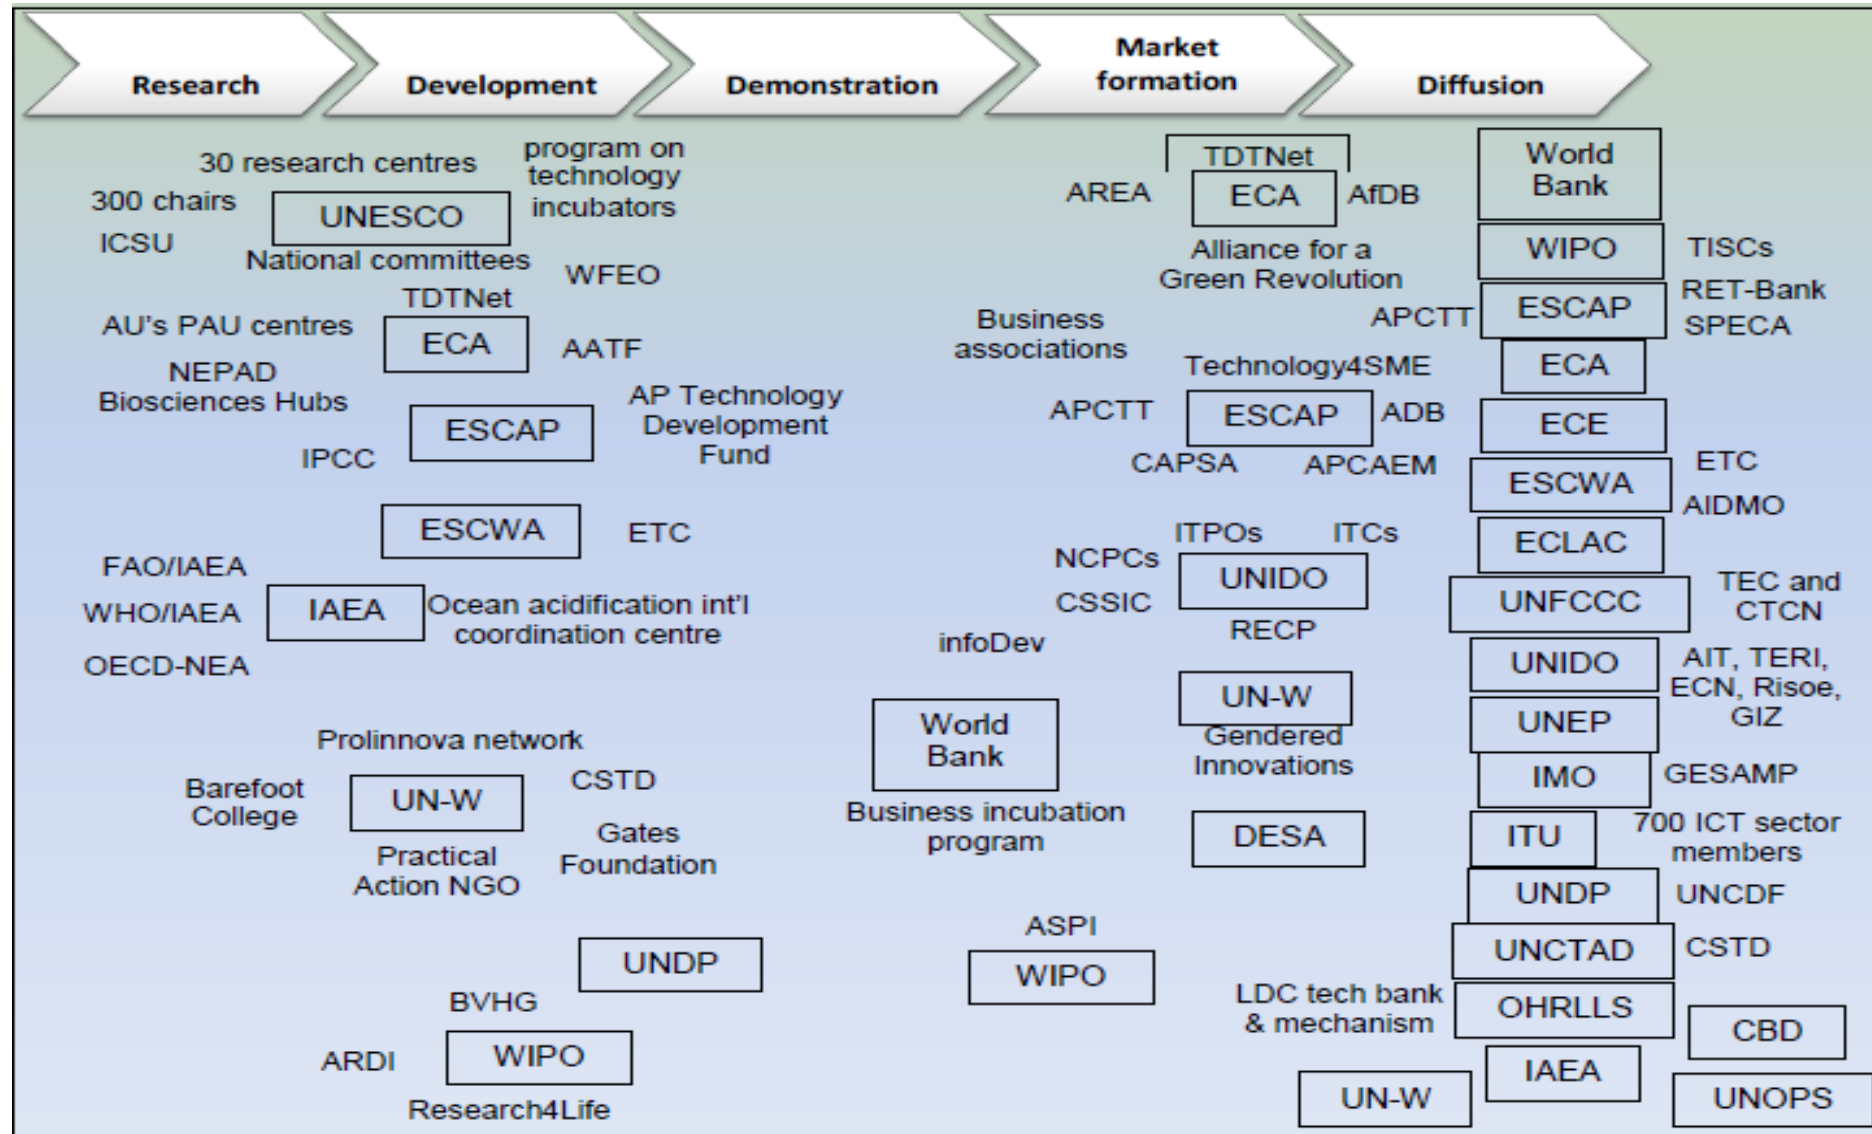 Research
Development
Demonstration
Market
formation
Diffusion
30 research centres
300 chairs
UNESCO
ICSU
program on
technology
incubators
National committees
WFEO
TDTNet
AU's PAU centres
ECA
AATF
NEPAD
Biosciences Hubs
ESCAP
AP Technology
Development
Fund
IPCC
ESCWA
ETC
FAO/IAEA
WHO/IAEA
IAEA
Ocean acidification int'l
coordination centre
OECD-NEA
Prolinnova network
Barefoot
College
UN-W
CSTD
Practical
Action NGO
Gates
Foundation
UNDP
BVHG
ARDI
WIPO
Research4Life
infoDev
World
Bank
Business incubation
program
ASPI
WIPO
TDTNet
AREA
ECA
AfDB
Alliance for a
Green Revolution
Business
associations
Technology4SME
APCTT
ESCAP
ADB
CAPSA
APCAEM
ITPOs
ITCs
NCPCs
UNIDO
CSSIC
RECP
UN-W
Gendered
Innovations
DESA
World
Bank
WIPO
TISCs
APCTT
ESCAP
RET-Bank
SPECA
ECA
ECE
ESCWA
ETC
AIDMO
ECLAC
UNFCCC
TEC and
CTCN
UNIDO
AIT, TERI,
ECN, Risoe,
GIZ
UNEP
IMO
GESAMP
ITU
700 ICT sector
members
UNDP
UNCDF
UNCTAD
CSTD
LDC tech bank
& mechanism
OHRLLS
CBD
IAEA
UN-W
UNOPS